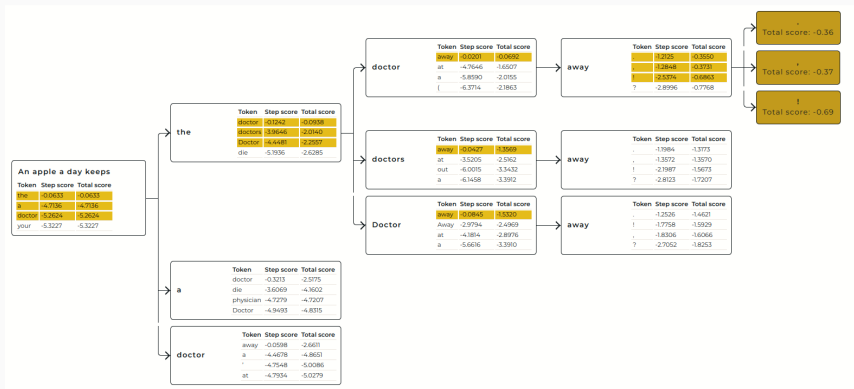 An apple a day keeps
Token Step score Total score
the -0.0633 -0.0633
a -4.7136 -4.7136
doctor -5.2624 -5.2624
your -5.3227 -5.3227
the
Token Step score Total score
doctor -0.1242 -0.0938
doctors -3.9646 -2.0140
Doctor -4.4481 -2.2557
die -5.1936 -2.6285
a
Token Step score Total score
doctor -0.3213 -2.5175
die -3.6069 -4.1602
physician -4.7279 -4.7207
Doctor -4.9493 -4.8315
doctor
Token Step score Total score
away -0.0598 -2.6611
a -4.4678 -4.8651
' -4.7548 -5.0086
at -4.7934 -5.0279
doctor
Token Step score Total score
away -0.0201 -0.0692
at -4.7646 -1.6507
a -5.8590 -2.0155
( -6.3714 -2.1863
doctors
Token Step score Total score
away -0.0427 -1.3569
at -3.5205 -2.5162
out -6.0015 -3.3432
a -6.1458 -3.3912
Doctor
Token Step score Total score
away -0.0845 -1.5320
Away -2.9794 -2.4969
at -4.1814 -2.8976
a -5.6616 -3.3910
away
Token Step score Total score
. -1.2125 -0.3550
, -1.2848 -0.3731
! -2.5374 -0.6863
? -2.8996 -0.7768
away
Token Step score Total score
. -1.1984 -1.3173
, -1.3572 -1.3570
! -2.1987 -1.5673
? -2.8123 -1.7207
away
Token Step score Total score
. -1.2526 -1.4621
! -1.7758 -1.5929
, -1.8306 -1.6066
? -2.7052 -1.8253
.
Total score: -0.36
,
Total score: -0.37
!
Total score: -0.69